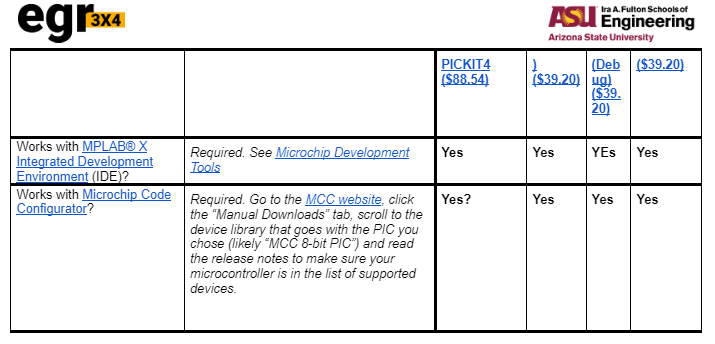 egr 3X4
ASU Ira A. Fulton Schools of
Engineering
Arizona State University
PICKIT4
($88.54)
)
($39.20)
(Deb
ug)
($39.
20)
($39.20)
Works with MPLAB® X
Integrated Development
Environment (IDE)?
Required. See Microchip Development
Tools
Yes
Yes
YEs
Yes
Works with Microchip Code
Configurator?
Required. Go to the MCC website, click
the “Manual Downloads” tab, scroll to the
device library that goes with the PIC you
chose (likely “MCC 8-bit PIC”) and read
the release notes to make sure your
microcontroller is in the list of supported
devices.
Yes?
Yes
Yes
Yes